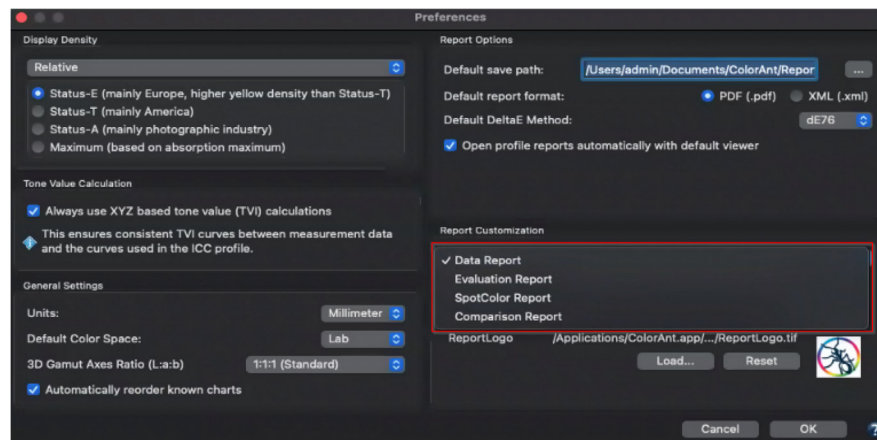 Preferences
Display Density
Relative
Status-E (mainly Europe, higher yellow density than Status-T)
Status-T (mainly America)
Status-A (mainly photographic industry)
Maximum (based on absorption maximum)
Tone Value Calculation
Always use XYZ based tone value (TVI) calculations
This ensures consistent TVI curves between measurement data
and the curves used in the ICC profile.
General Settings
Units: Millimeter
Default Color Space: Lab
3D Gamut Axes Ratio (L:a:b) 1:1:1 (Standard)
Automatically reorder known charts
Report Options
Default save path: /Users/admin/Documents/ColorAnt/Repor ...
Default report format: PDF (.pdf) XML (.xml)
Default DeltaE Method: dE76
Open profile reports automatically with default viewer
Report Customization
✓ Data Report
Evaluation Report
SpotColor Report
Comparison Report
ReportLogo /Applications/ColorAnt.app/.../ReportLogo.tif
Load... Reset
Cancel OK ?